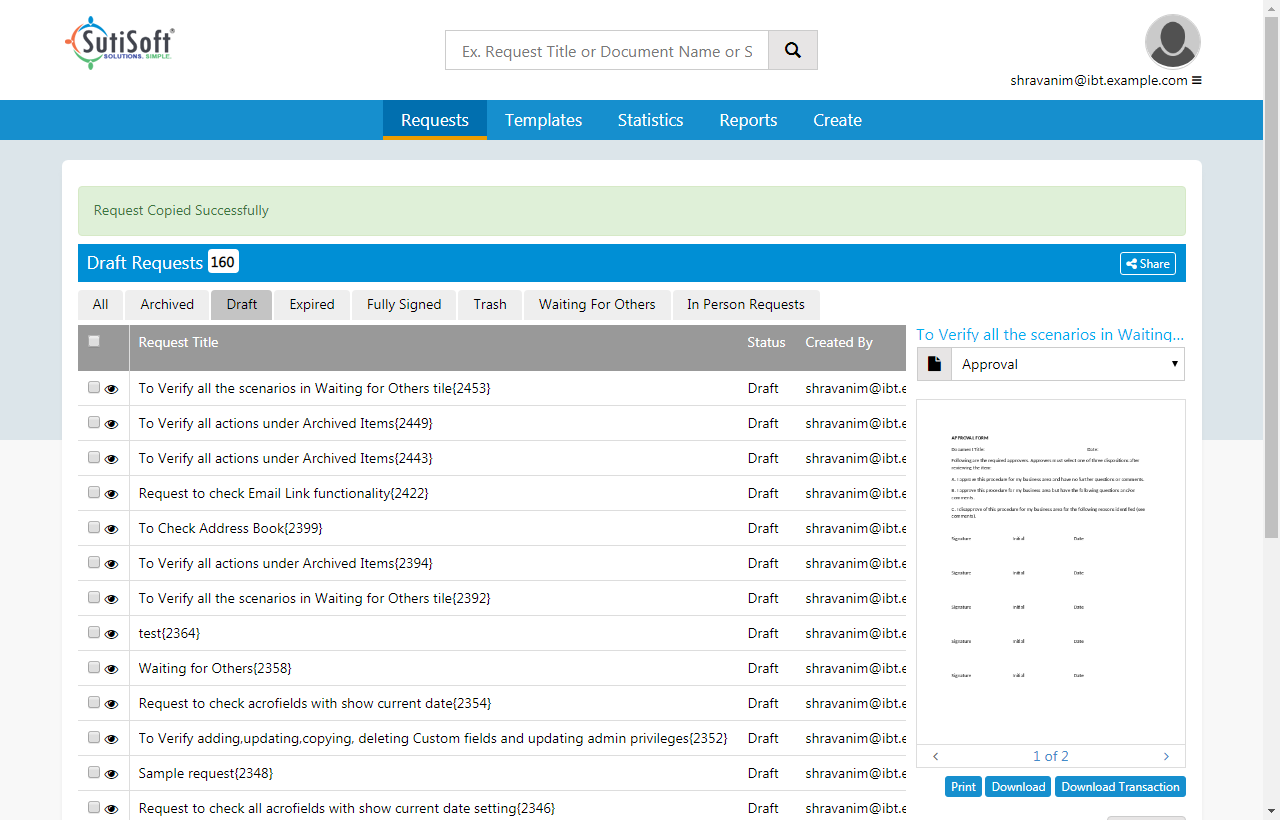 SutiSoft®
SOLUTIONS. SIMPLE.
Ex. Request Title or Document Name or S
shravanim@ibt.example.com
Requests Templates Statistics Reports Create
Request Copied Successfully
Draft Requests 160
Share
All Archived Draft Expired Fully Signed Trash Waiting For Others In Person Requests
Request Title Status Created By
To Verify all the scenarios in Waiting for Others tile{2453} Draft shravanim@ibt.e
To Verify all actions under Archived Items{2449} Draft shravanim@ibt.e
To Verify all actions under Archived Items{2443} Draft shravanim@ibt.e
Request to check Email Link functionality{2422} Draft shravanim@ibt.e
To Check Address Book{2399} Draft shravanim@ibt.e
To Verify all actions under Archived Items{2394} Draft shravanim@ibt.e
To Verify all the scenarios in Waiting for Others tile{2392} Draft shravanim@ibt.e
test{2364} Draft shravanim@ibt.e
Waiting for Others{2358} Draft shravanim@ibt.e
Request to check acrofields with show current date{2354} Draft shravanim@ibt.e
To Verify adding,updating,copying, deleting Custom fields and updating admin privileges{2352} Draft shravanim@ibt.e
Sample request{2348} Draft shravanim@ibt.e
Request to check all acrofields with show current date setting{2346} Draft shravanim@ibt.e
To Verify all the scenarios in Waiting...
Approval
APPROVAL FORM
Document Title: Date:
Following are the required approvers. Approvers must select one of three dispositions after
reviewing the item:
A. I approve this procedure for my business area and have no further questions or comments.
B. I approve this procedure for my business area but have the following questions and/or
comments.
C. I disapprove of this procedure for my business area for the following reasons identified (see
comments).
Signature Initial Date
Signature Initial Date
Signature Initial Date
Signature Initial Date
Signature Initial Date
1 of 2
Print Download Download Transaction